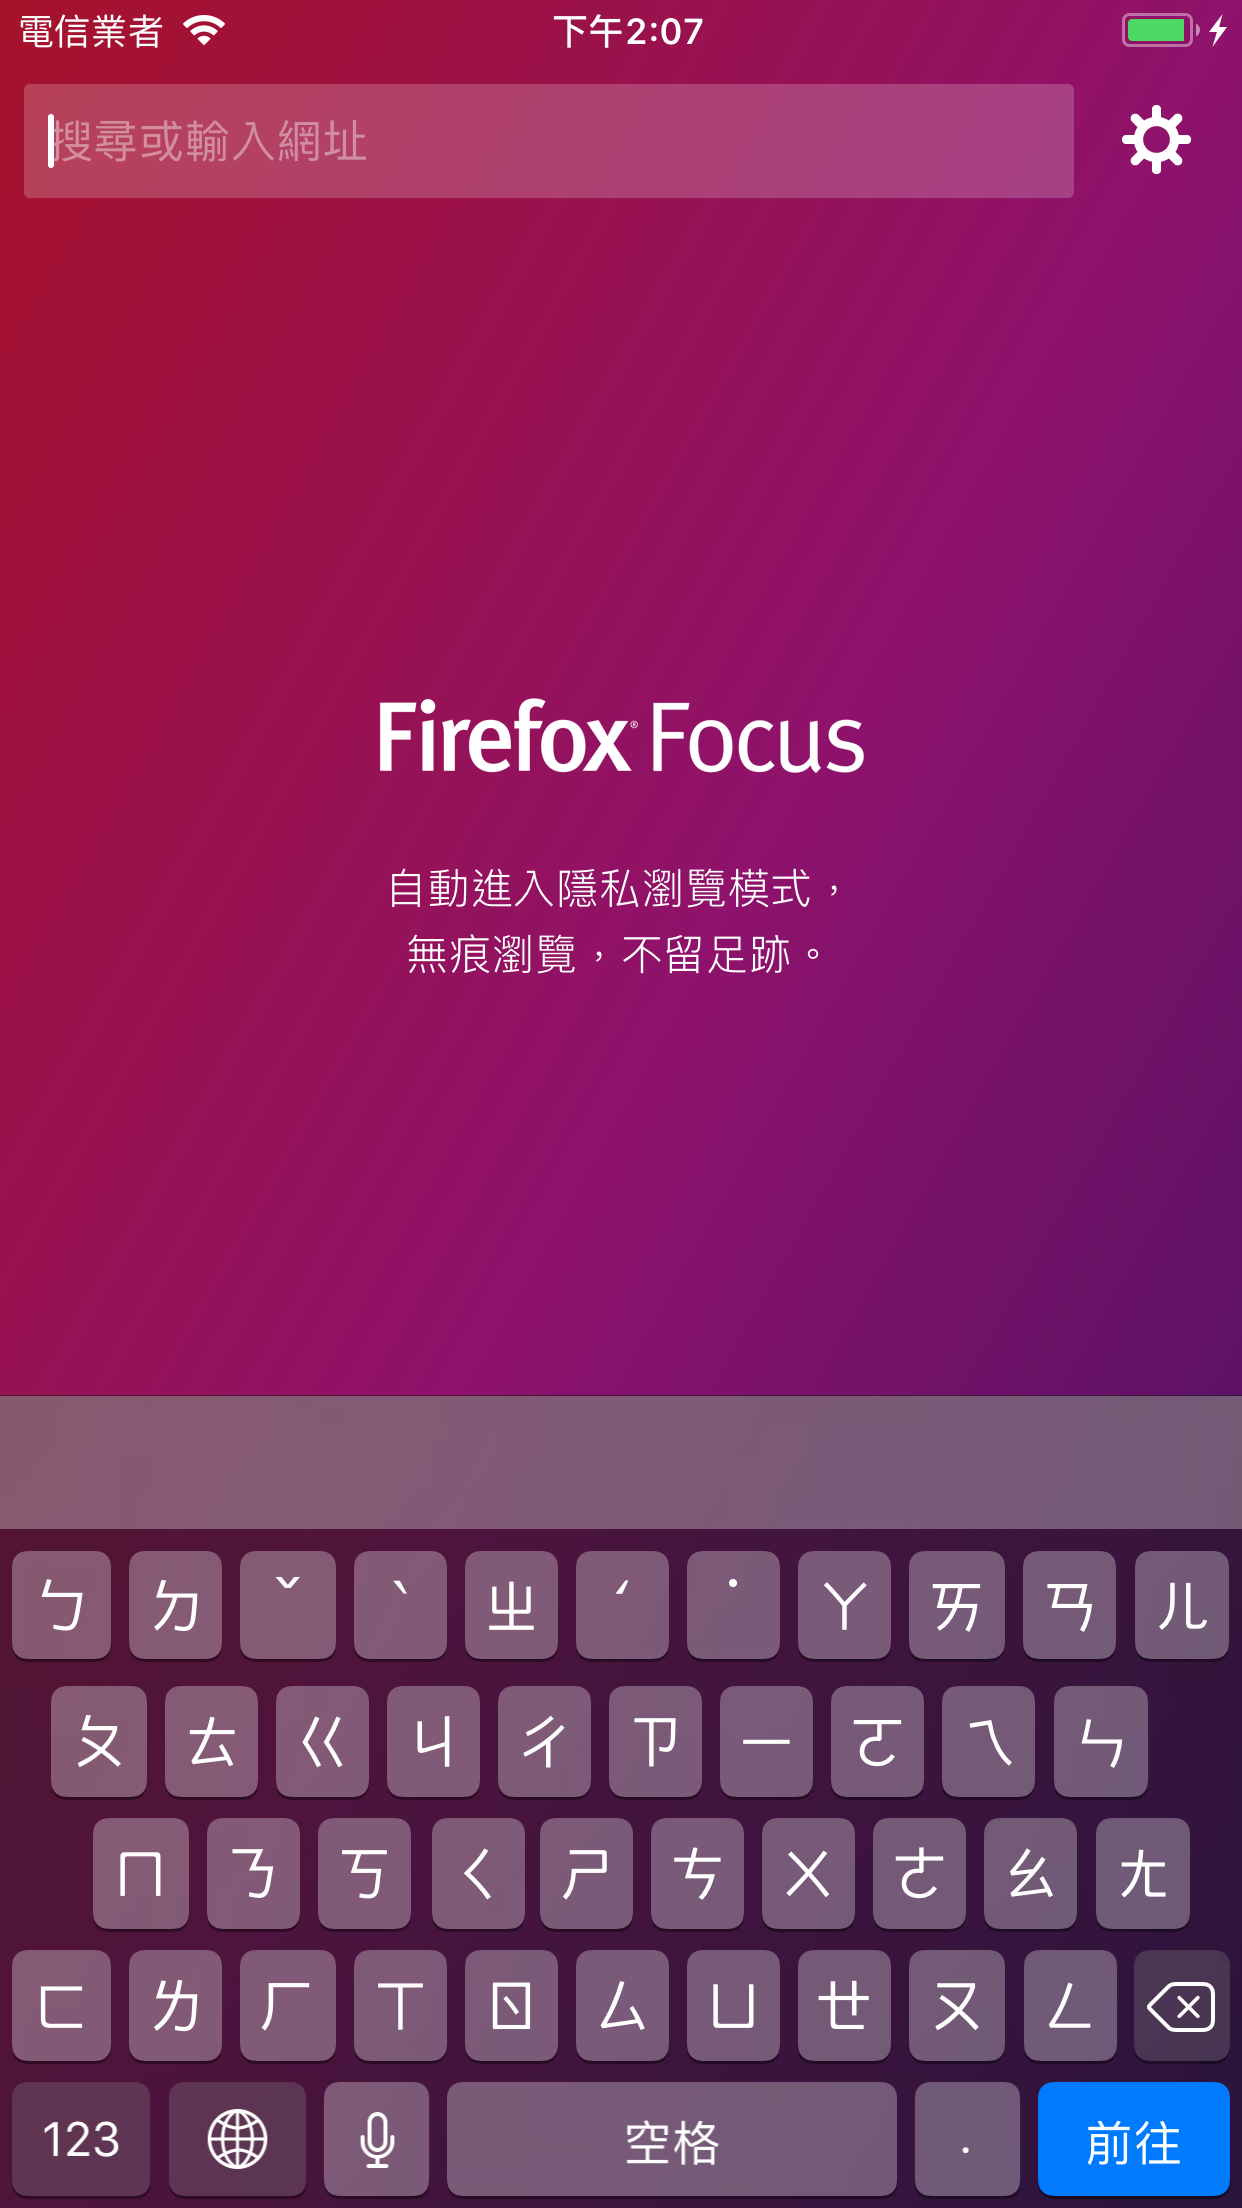 電信業者 下午2:07
搜尋或輸入網址
Firefox® Focus
自動進入隱私瀏覽模式，
無痕瀏覽，不留足跡。
ㄅ ㄉ ˇ ˋ ㄓ ˊ ˙ ㄚ ㄞ ㄢ ㄦ
ㄆ ㄊ ㄍ ㄐ ㄔ ㄗ ㄧ ㄛ ㄟ ㄣ
ㄇ ㄋ ㄎ ㄑ ㄕ ㄘ ㄨ ㄜ ㄠ ㄤ
ㄈ ㄌ ㄏ ㄒ ㄖ ㄙ ㄩ ㄝ ㄡ ㄥ
123 空格 . 前往